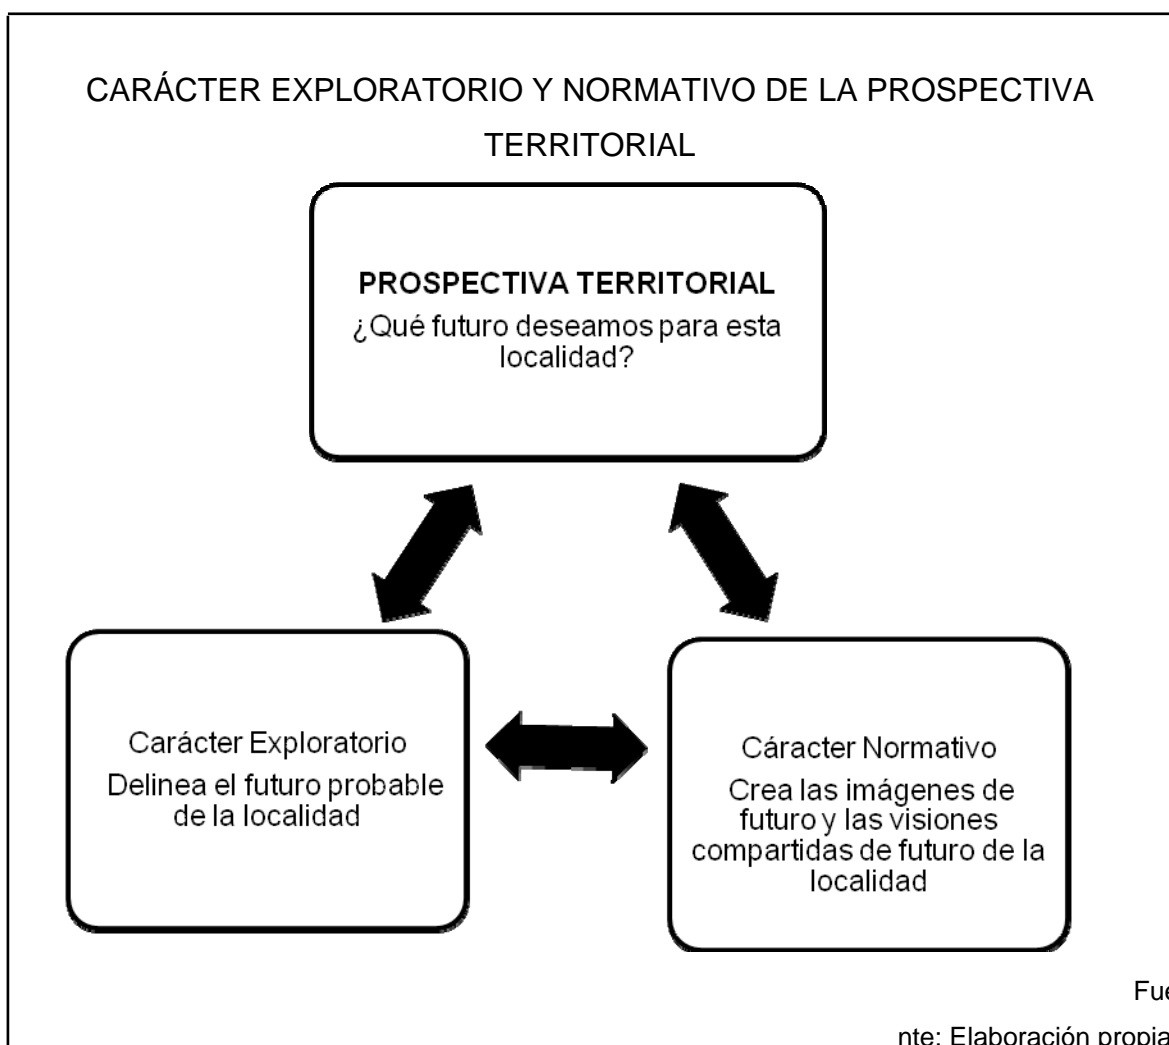 CARÁCTER EXPLORATORIO Y NORMATIVO DE LA PROSPECTIVA
TERRITORIAL
PROSPECTIVA TERRITORIAL
¿Qué futuro deseamos para esta
localidad?
Carácter Exploratorio
Delinea el futuro probable
de la localidad
Cáracter Normativo
Crea las imágenes de
futuro y las visiones
compartidas de futuro de la
localidad
Fue
nte: Elaboración propia